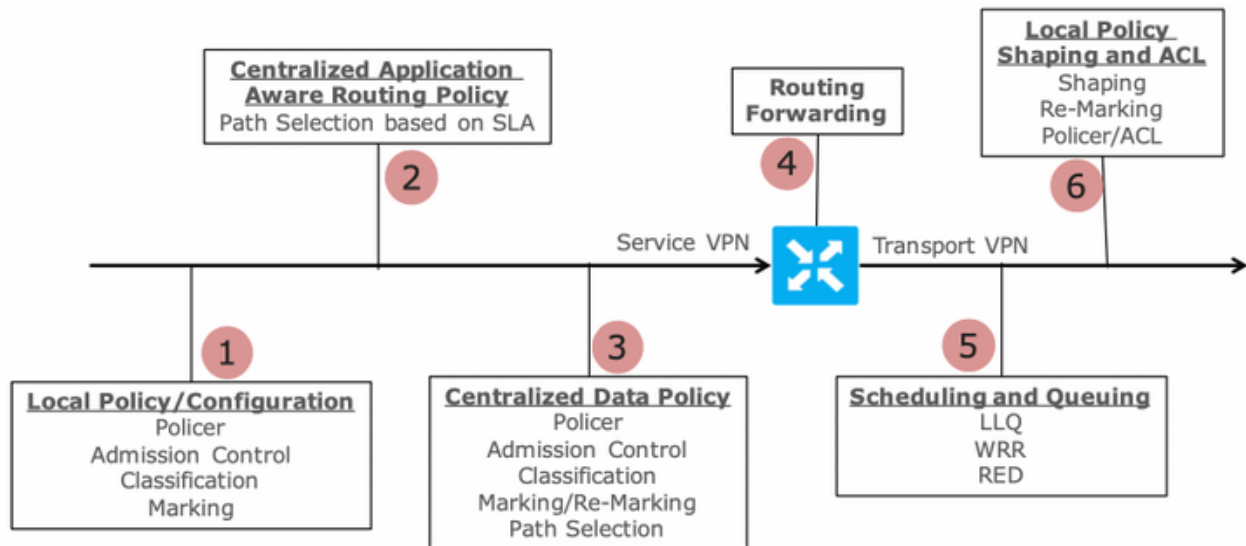 Centralized Application
Aware Routing Policy
Path Selection based on SLA
2
Routing
Forwarding
4
Local Policy
Shaping and ACL
Shaping
Re-Marking
Policer/ACL
6
Service VPN
Transport VPN
1
Local Policy/Configuration
Policer
Admission Control
Classification
Marking
3
Centralized Data Policy
Policer
Admission Control
Classification
Marking/Re-Marking
Path Selection
5
Scheduling and Queuing
LLQ
WRR
RED